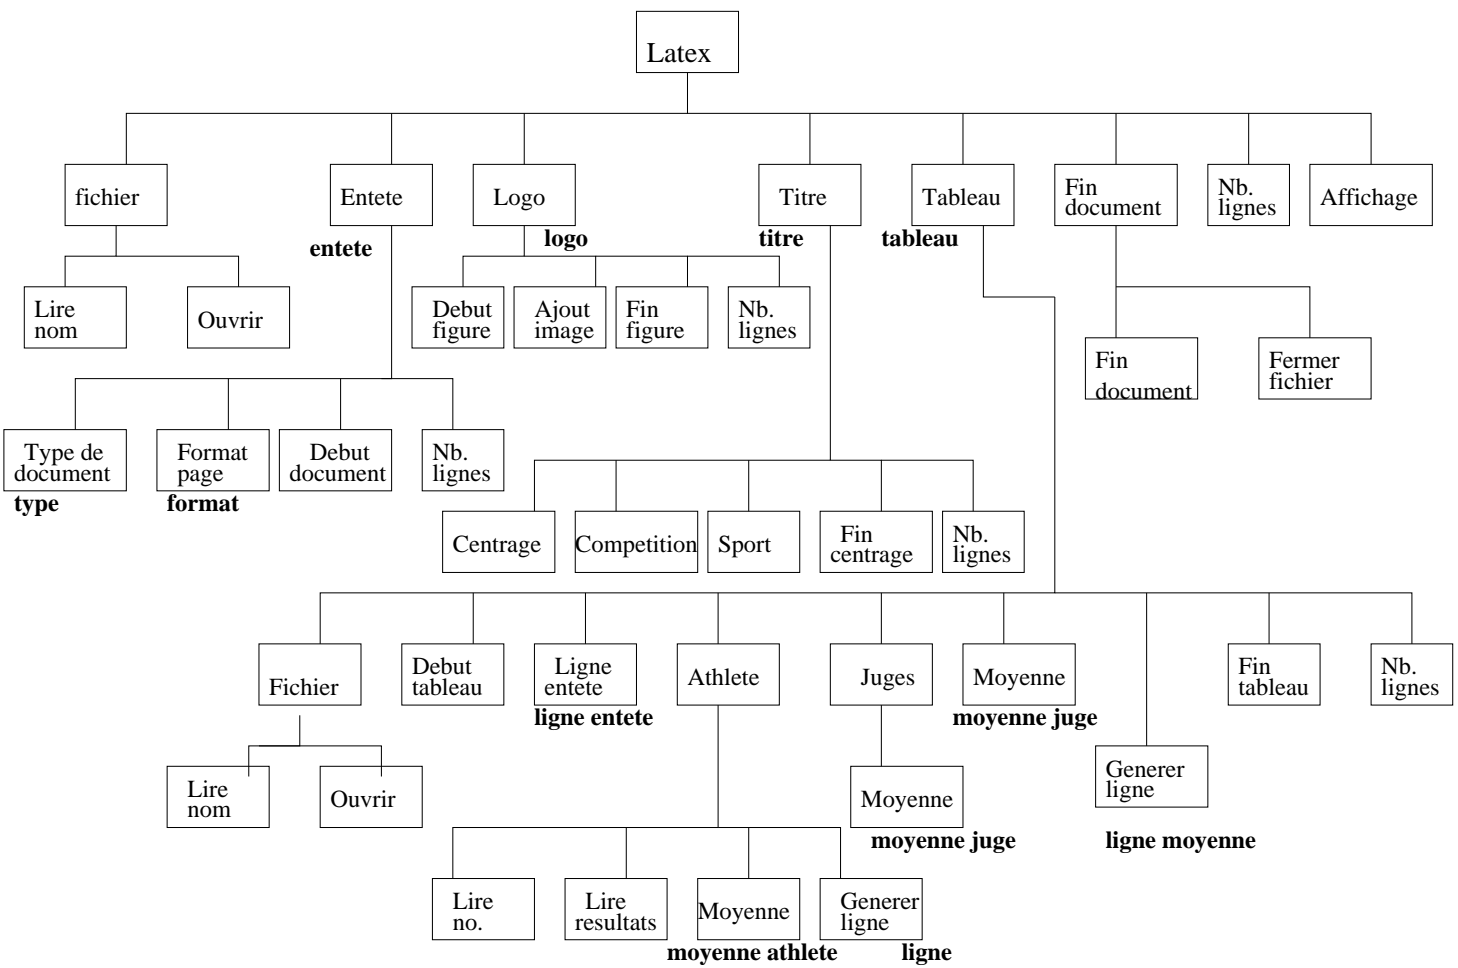 Latex
fichier
Entete
Logo
Titre
Tableau
Fin
document
Nb.
lignes
Affichage
entete
logo
titre
tableau
Lire
nom
Ouvrir
Debut
figure
Ajout
image
Fin
figure
Nb.
lignes
Fin
document
Fermer
fichier
Type de
document
Format
page
Debut
document
Nb.
lignes
type
format
Centrage
Competition
Sport
Fin
centrage
Nb.
lignes
Fichier
Debut
tableau
Ligne
entete
Athlete
Juges
Moyenne
Fin
tableau
Nb.
lignes
ligne entete
moyenne juge
Lire
nom
Ouvrir
Moyenne
Generer
ligne
moyenne juge
ligne moyenne
Lire
no.
Lire
resultats
Moyenne
Generer
ligne
moyenne athlete
ligne